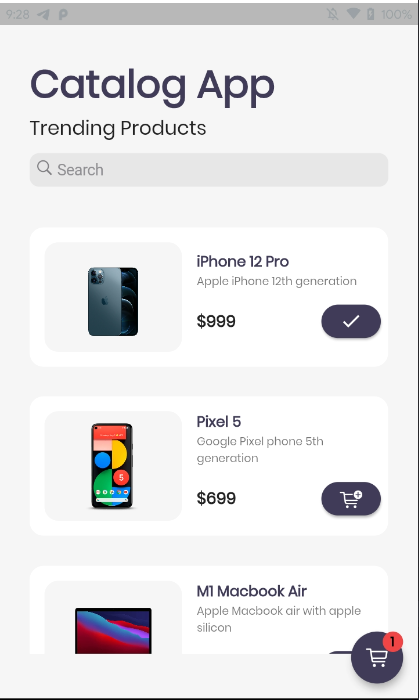 9:28 100%
Catalog App
Trending Products
Search
iPhone 12 Pro
Apple iPhone 12th generation
$999
Pixel 5
Google Pixel phone 5th
generation
5
$699
M1 Macbook Air
Apple Macbook air with apple
silicon
1